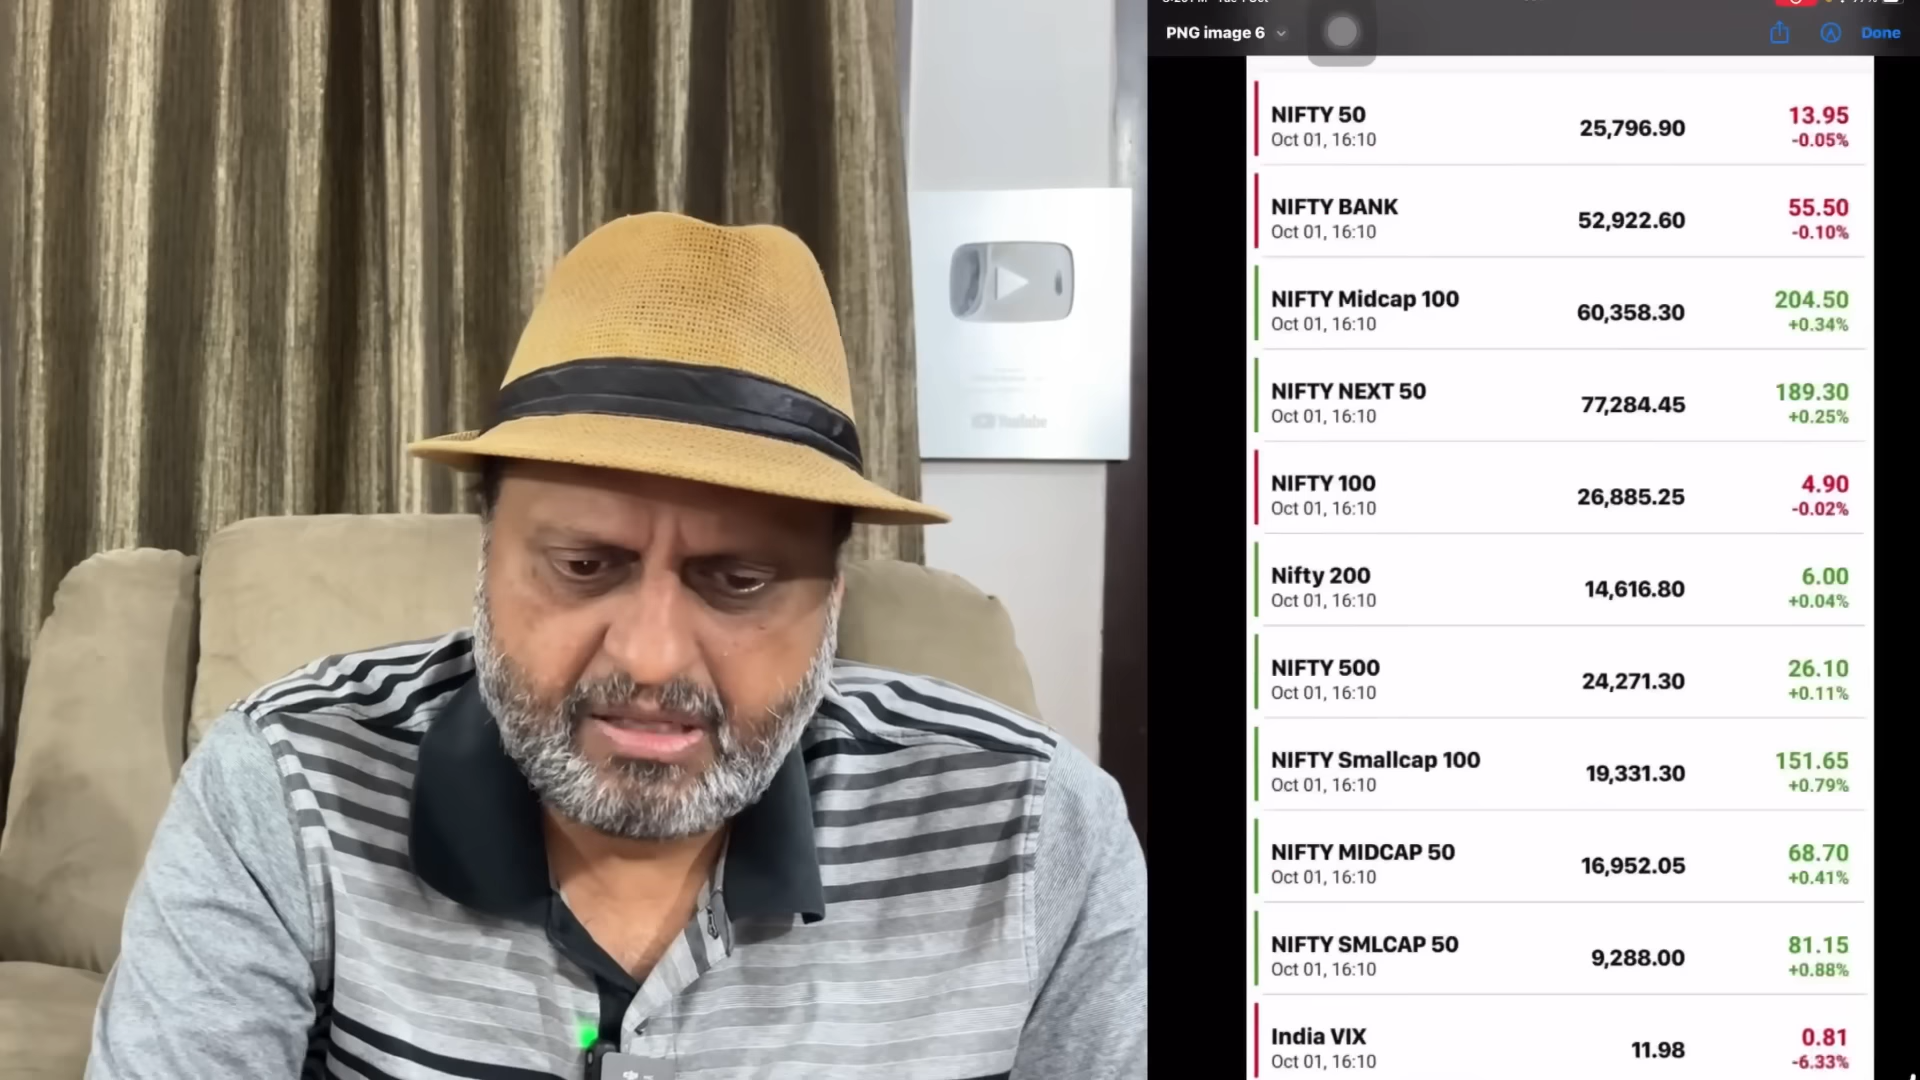 YouTube
PNG image 6
Done
NIFTY 50
Oct 01, 16:10
25,796.90
13.95
-0.05%
NIFTY BANK
Oct 01, 16:10
52,922.60
55.50
-0.10%
NIFTY Midcap 100
Oct 01, 16:10
60,358.30
204.50
+0.34%
NIFTY NEXT 50
Oct 01, 16:10
77,284.45
189.30
+0.25%
NIFTY 100
Oct 01, 16:10
26,885.25
4.90
-0.02%
Nifty 200
Oct 01, 16:10
14,616.80
6.00
+0.04%
NIFTY 500
Oct 01, 16:10
24,271.30
26.10
+0.11%
NIFTY Smallcap 100
Oct 01, 16:10
19,331.30
151.65
+0.79%
NIFTY MIDCAP 50
Oct 01, 16:10
16,952.05
68.70
+0.41%
NIFTY SMLCAP 50
Oct 01, 16:10
9,288.00
81.15
+0.88%
India VIX
Oct 01, 16:10
11.98
0.81
-6.33%